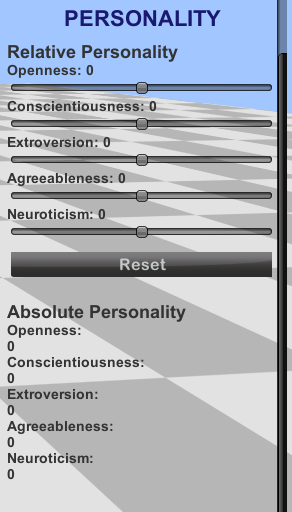 PERSONALITY
Relative Personality
Openness: 0
Conscientiousness: 0
Extroversion: 0
Agreeableness: 0
Neuroticism: 0
Reset
Absolute Personality
Openness:
0
Conscientiousness:
0
Extroversion:
0
Agreeableness:
0
Neuroticism:
0